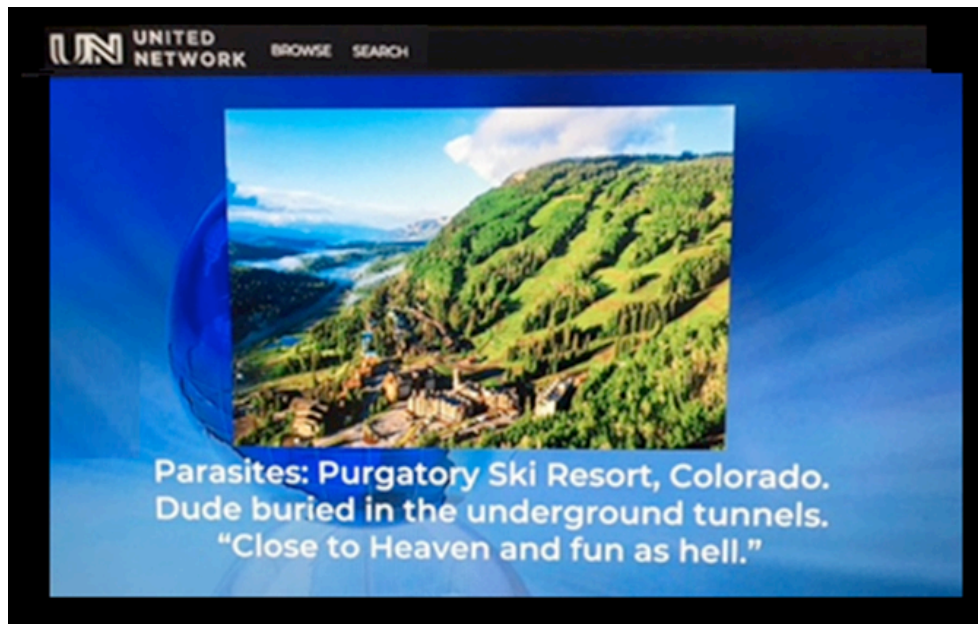 UN UNITED
NETWORK
BROWSE SEARCH
Parasites: Purgatory Ski Resort, Colorado.
Dude buried in the underground tunnels.
“Close to Heaven and fun as hell.”